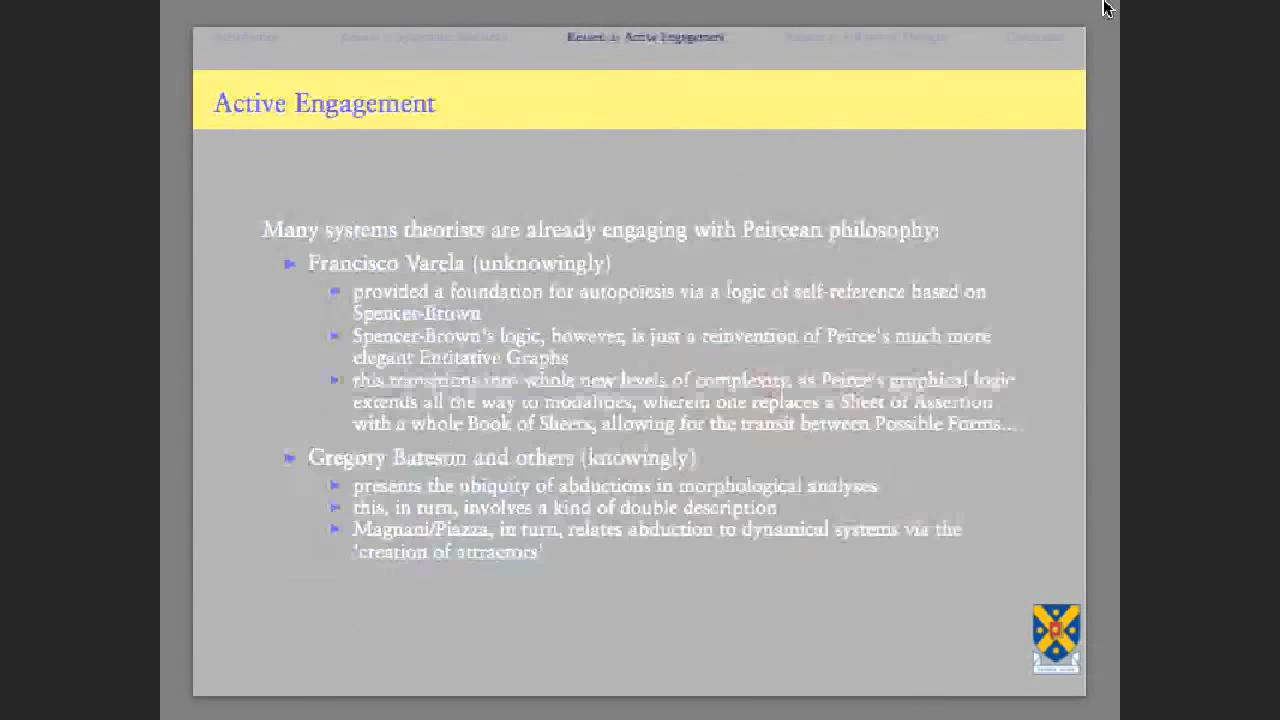 Active Engagement
Active Engagement
Many systems theorists are already engaging with Peircean philosophy:
Francisco Varela (unknowingly)
provided a foundation for autopoiesis via a logic of self-reference based on
Spencer-Brown
Spencer-Brown's logic, however, is just a reinvention of Peirce's much more
elegant Entitative Graphs
this transitions into whole new levels of complexity, as Peirce's graphical logic
extends all the way to modalities, wherein one replaces a Sheet of Assertion
with a whole Book of Sheets, allowing for the transit between Possible Forms...
Gregory Bateson and others (knowingly)
presents the ubiquity of abductions in morphological analyses
this, in turn, involves a kind of double description
Magnani/Piazza, in turn, relates abduction to dynamical systems via the
'creation of attractors'